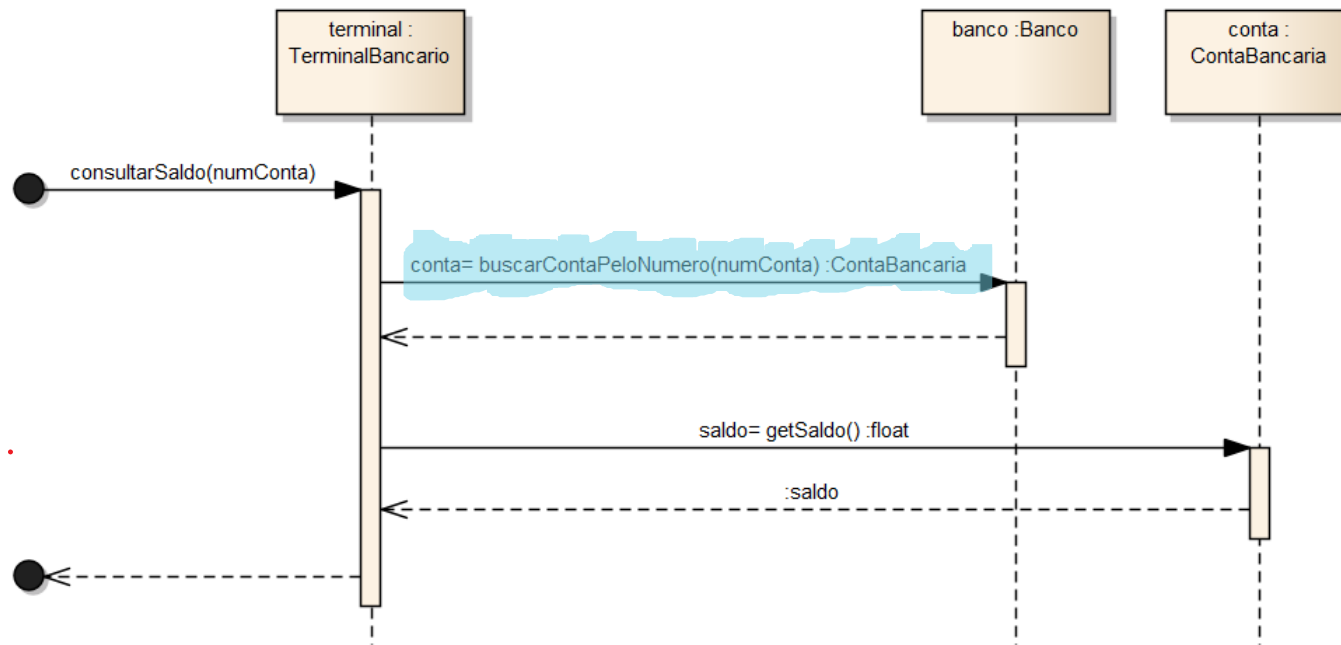 terminal :
TerminalBancario
banco :Banco
conta :
ContaBancaria
consultarSaldo(numConta)
conta= buscarContaPeloNumero(numConta) :ContaBancaria
saldo= getSaldo() :float
:saldo